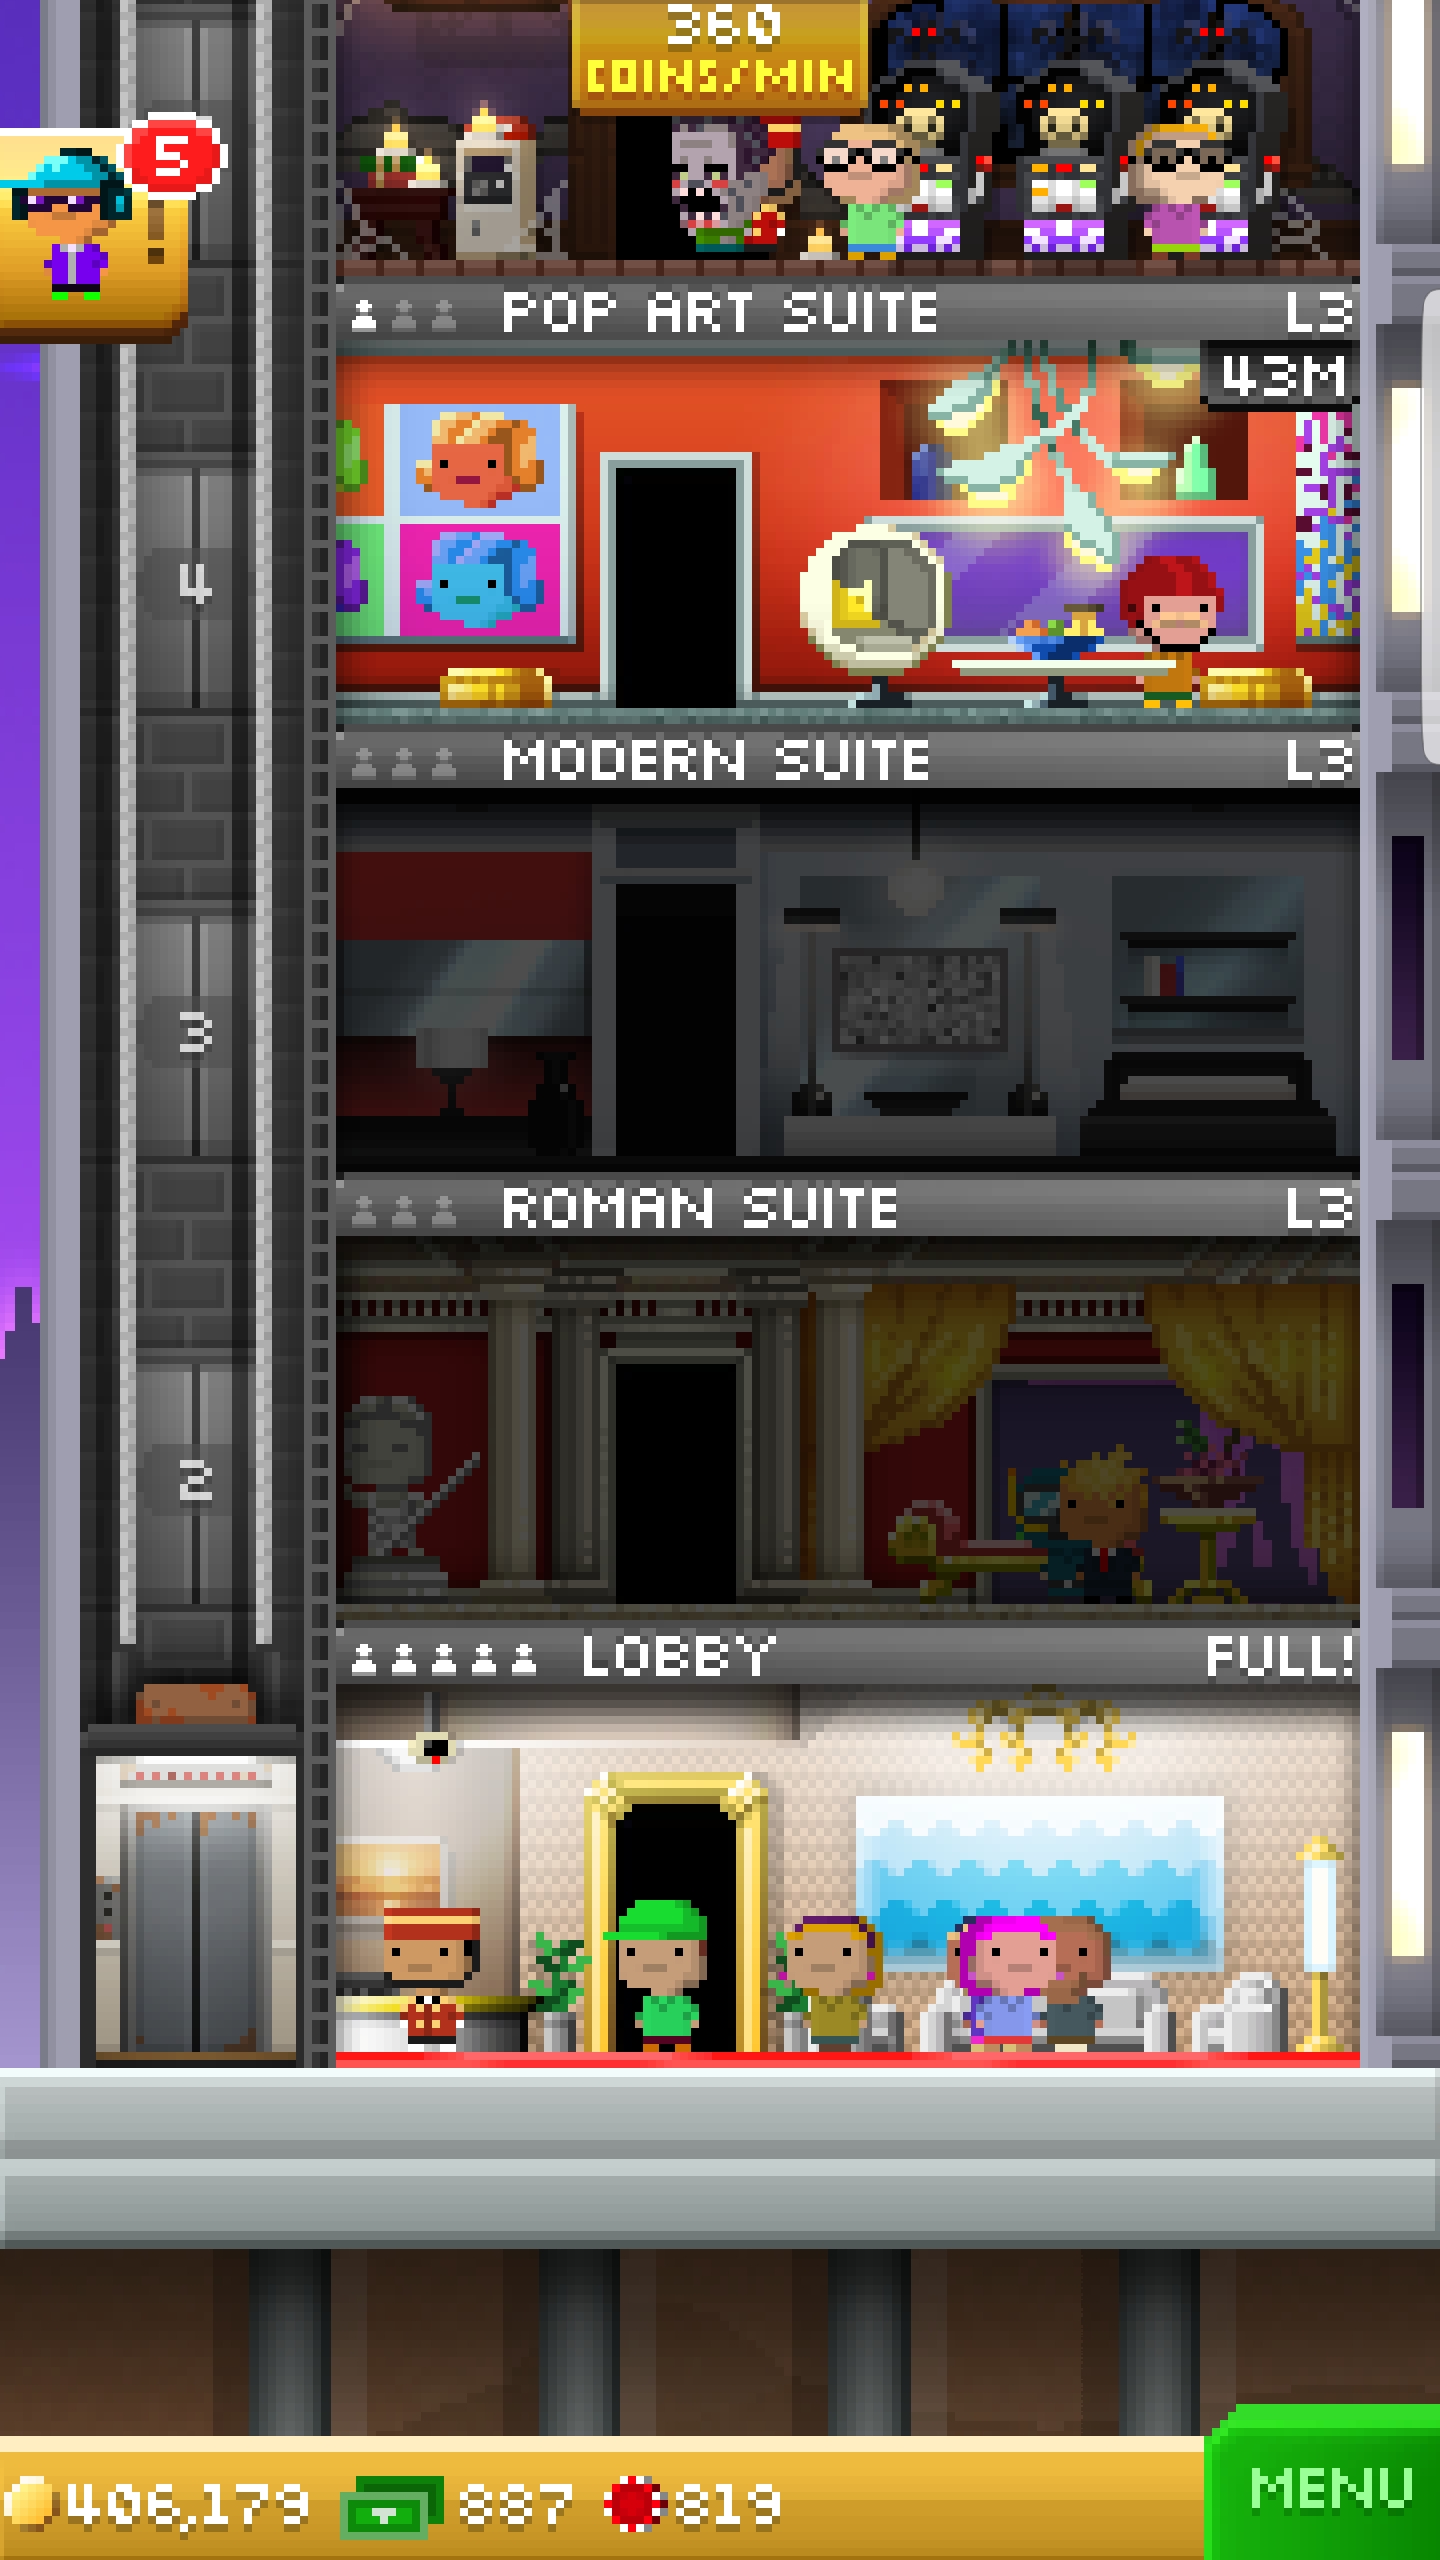 360
COINS/MIN
5
POP ART SUITE L3
43M
4
MODERN SUITE L3
3
ROMAN SUITE L3
2
LOBBY FULL!
406,179 887 819
MENU